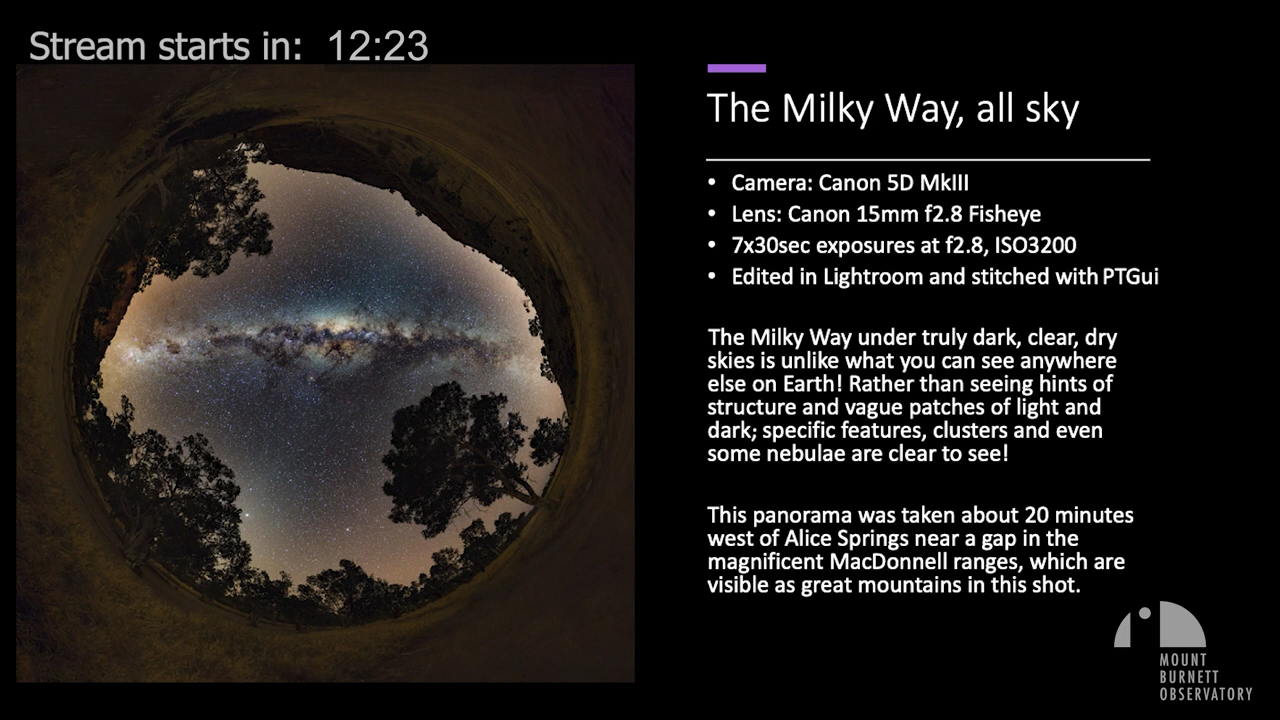 Stream starts in: 12:23
The Milky Way, all sky
• Camera: Canon 5D MkIII
• Lens: Canon 15mm f2.8 Fisheye
• 7x30sec exposures at f2.8, ISO3200
• Edited in Lightroom and stitched with PTGui
The Milky Way under truly dark, clear, dry
skies is unlike what you can see anywhere
else on Earth! Rather than seeing hints of
structure and vague patches of light and
dark; specific features, clusters and even
some nebulae are clear to see!
This panorama was taken about 20 minutes
west of Alice Springs near a gap in the
magnificent MacDonnell ranges, which are
visible as great mountains in this shot.
MOUNT
BURNETT
OBSERVATORY